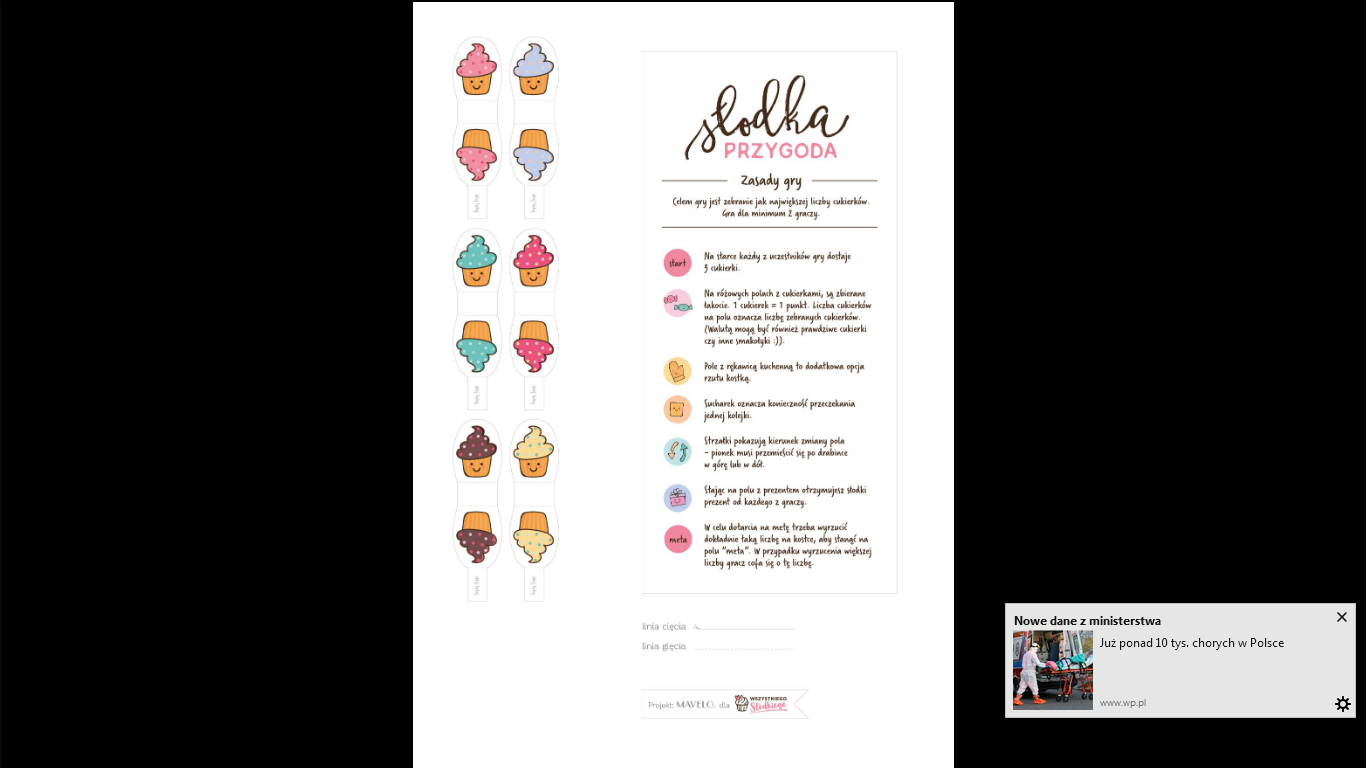 słodka
PRZYGODA
Zasady gry
Celem gry jest zebranie jak największej liczby cukierków.
Gra dla minimum 2 graczy.
start
Na starce każdy z uczestników gry dostaje
3 cukierki.
Na różowych polach z cukierkami, są zbierane
łakocie. 1 cukierek = 1 punkt. Liczba cukierków
na polu oznacza liczbę zebranych cukierków.
(Walutą mogą być również prawdziwe cukierki
czy inne smakołyki :)).
Pole z rękawicą kuchenną to dodatkowa opcja
rzutu kostką.
Sucharek oznacza konieczność przeczekania
jednej kolejki.
Strzałki pokazują kierunek zmiany pola
– pionek musi przemieścić się po drabince
w górę lub w dół.
Stając na polu z prezentem otrzymujesz słodki
prezent od każdego z graczy.
meta
W celu dotarcia na metę trzeba wyrzucić
dokładnie taką liczbę na kostce, aby stanąć na
polu "meta". W przypadku wyrzucenia większej
liczby gracz cofa się o tę liczbę.
linia cięcia
linia gięcia
Projekt: MAVELO. dla WSZYSTKIEGO
Słodkiego
Nowe dane z ministerstwa
Już ponad 10 tys. chorych w Polsce
www.wp.pl